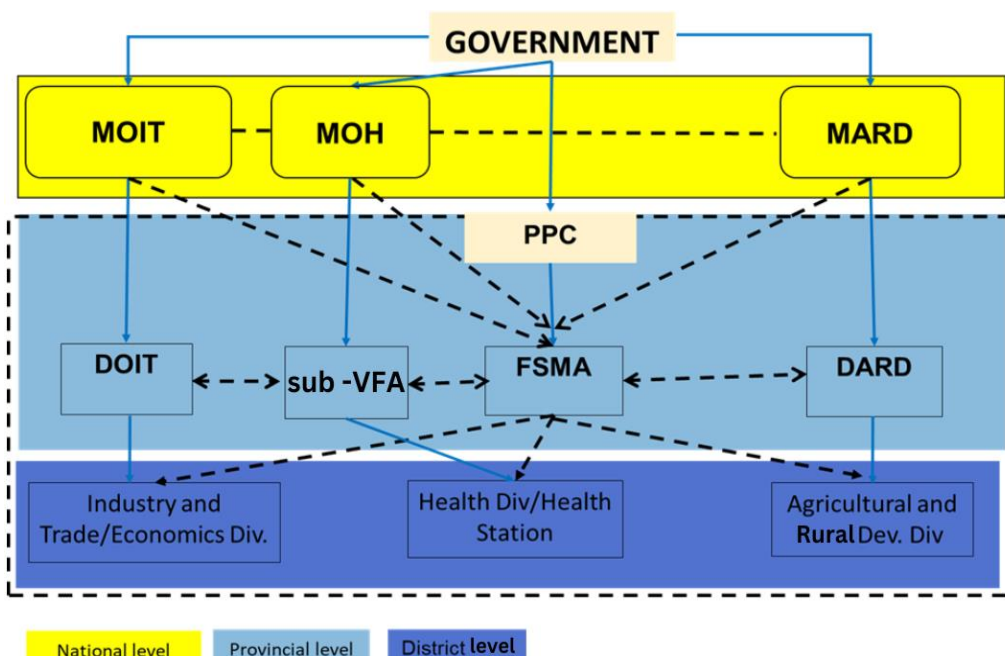 GOVERNMENT
MOIT
MOH
MARD
PPC
DOIT
sub -VFA
FSMA
DARD
Industry and
Trade/Economics Div.
Health Div/Health
Station
Agricultural and
Rural Dev. Div
National level
Provincial level
District level